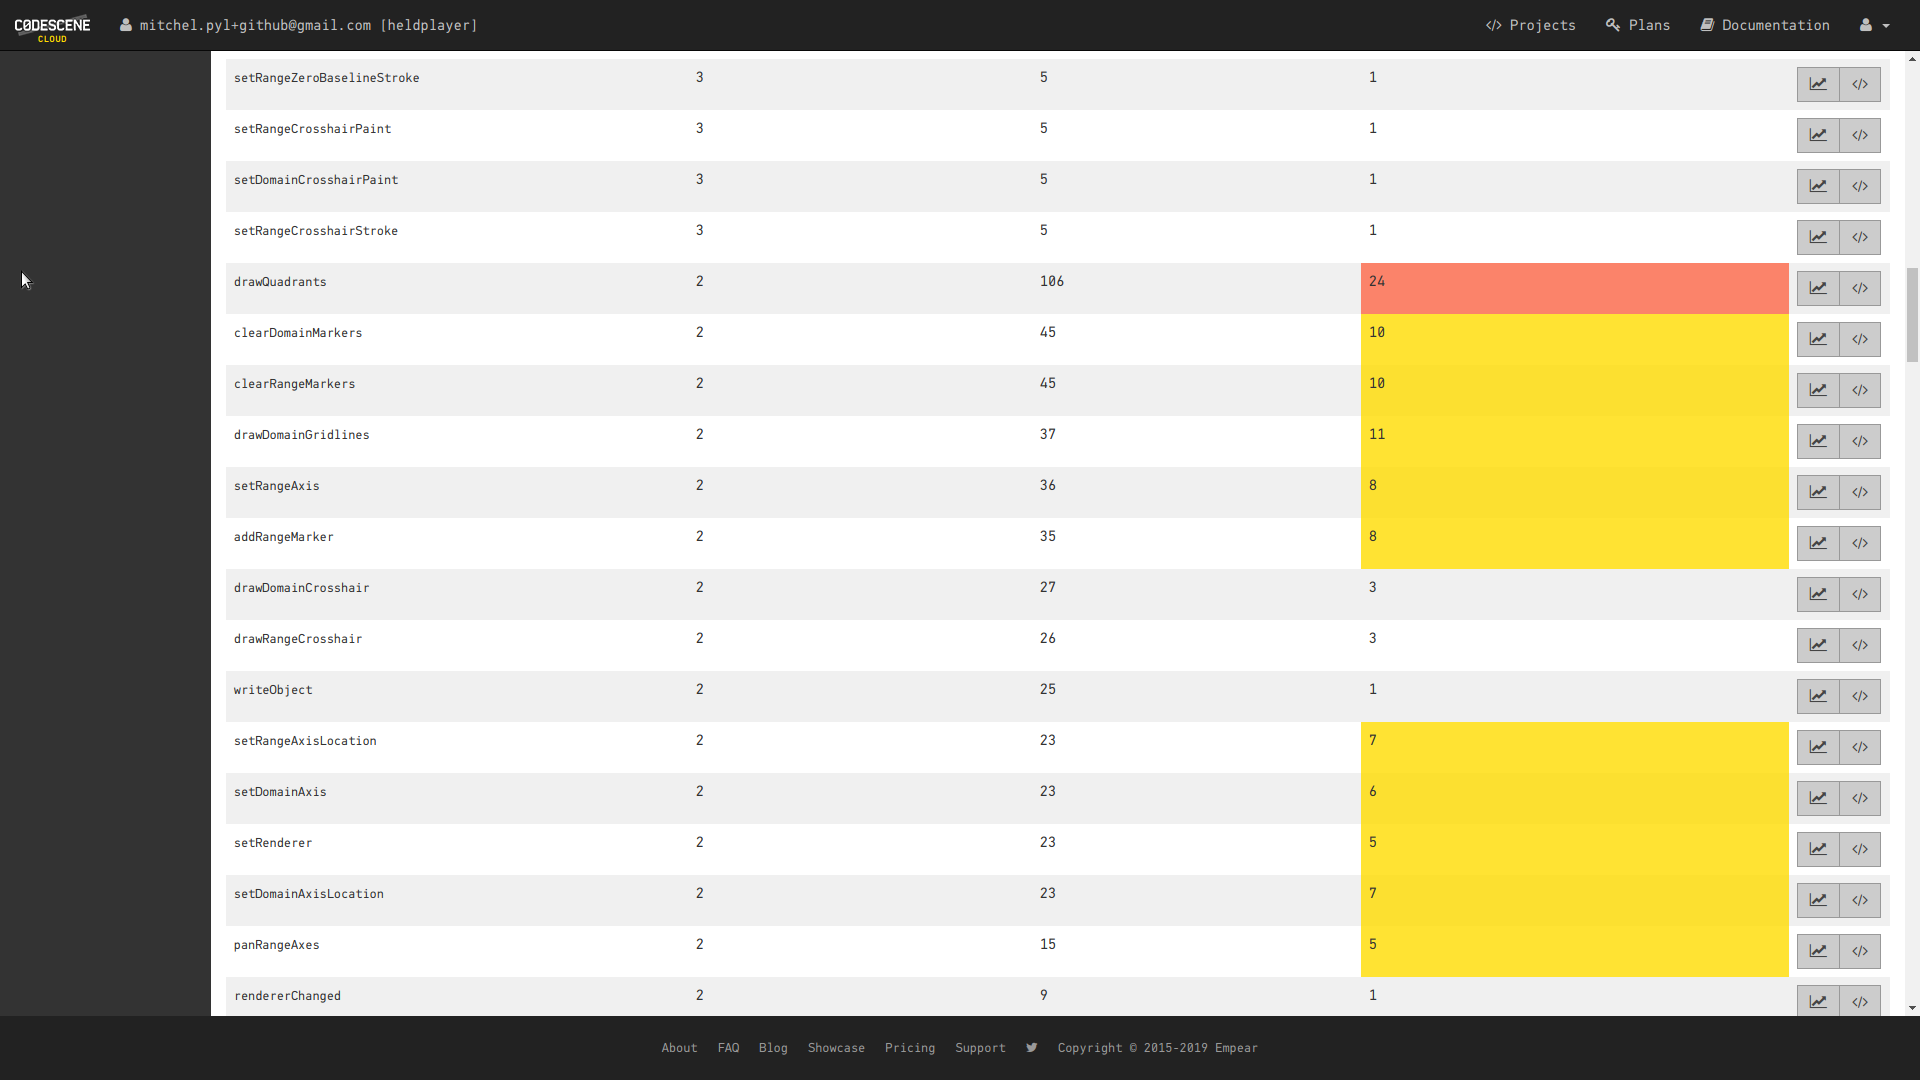 CODESCENE
CLOUD
mitchel.pyl+github@gmail.com [heldplayer]
Projects
Plans
Documentation
setRangeZeroBaselineStroke 3 5 1
setRangeCrosshairPaint 3 5 1
setDomainCrosshairPaint 3 5 1
setRangeCrosshairStroke 3 5 1
drawQuadrants 2 106 24
clearDomainMarkers 2 45 10
clearRangeMarkers 2 45 10
drawDomainGridlines 2 37 11
setRangeAxis 2 36 8
addRangeMarker 2 35 8
drawDomainCrosshair 2 27 3
drawRangeCrosshair 2 26 3
writeObject 2 25 1
setRangeAxisLocation 2 23 7
setDomainAxis 2 23 6
setRenderer 2 23 5
setDomainAxisLocation 2 23 7
panRangeAxes 2 15 5
rendererChanged 2 9 1
About FAQ Blog Showcase Pricing Support Copyright © 2015-2019 Empear